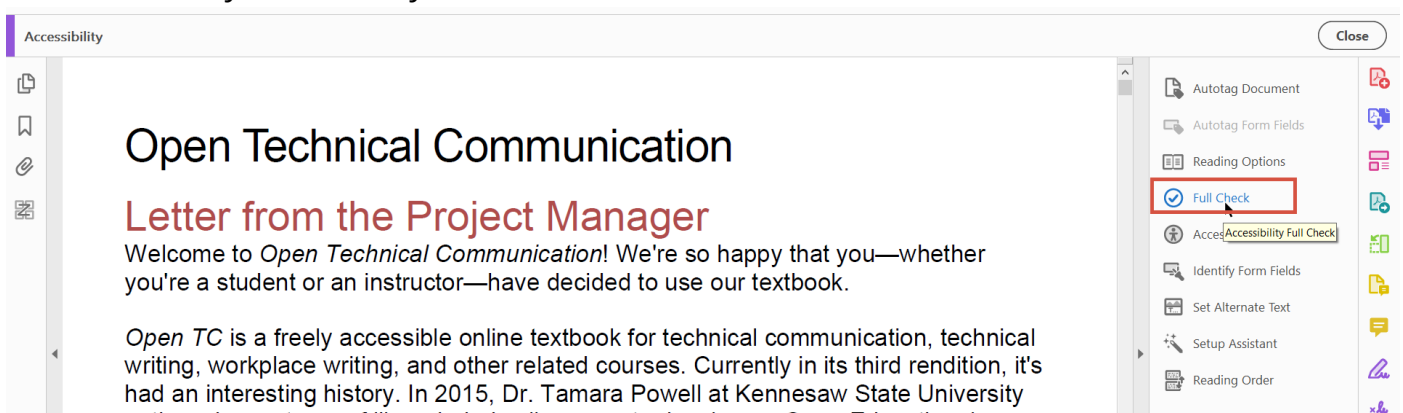 Accessibility
Close
Open Technical Communication
Letter from the Project Manager
Welcome to Open Technical Communication! We're so happy that you—whether
you're a student or an instructor—have decided to use our textbook.
Open TC is a freely accessible online textbook for technical communication, technical
writing, workplace writing, and other related courses. Currently in its third rendition, it's
had an interesting history. In 2015, Dr. Tamara Powell at Kennesaw State University
Autotag Document
Autotag Form Fields
Reading Options
Full Check
Acces
Accessibility Full Check
Identify Form Fields
Set Alternate Text
Setup Assistant
Reading Order